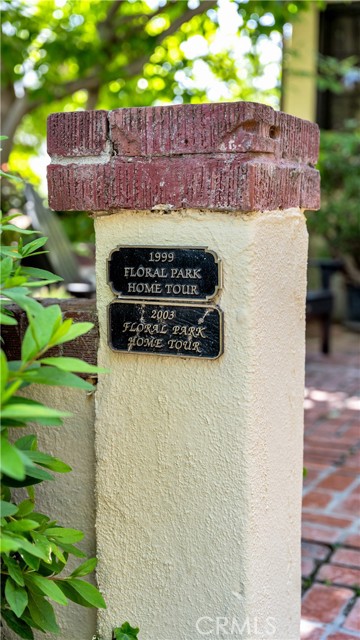 1999
FLORAL PARK
HOME TOUR
2003
FLORAL PARK
HOME TOUR
CRMLS